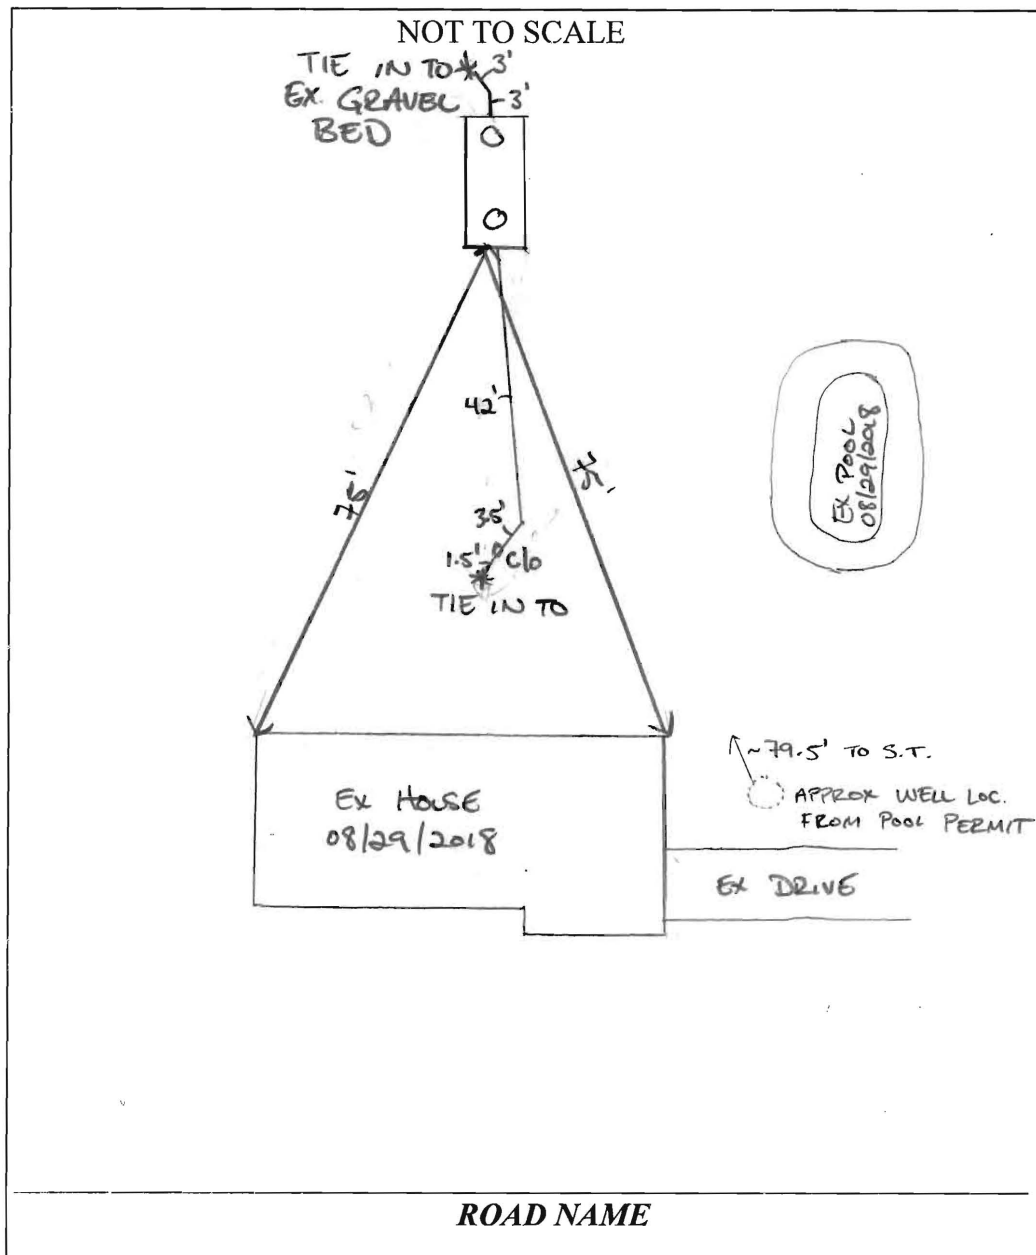 NOT TO SCALE
TIE IN TO
EX. GRAVEL
BED
3'
3'
42'
3.5'
1.5'
C/O
TIE IN TO
EX POOL
08/29/2018
~79.5' TO S.T.
APPROX WELL LOC.
FROM POOL PERMIT
EX HOUSE
08/29/2018
EX DRIVE
ROAD NAME